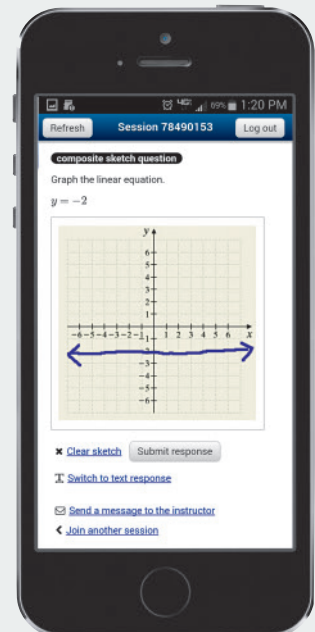 4G 69% 1:20 PM
Refresh Session 78490153 Log out
composite sketch question
Graph the linear equation.
y = −2
y
6
5
4
3
2
1
-6 -5 -4 -3 -2 -1 1 2 3 4 5 6 x
-1
-2
-3
-4
-5
-6
Clear sketch Submit response
Switch to text response
Send a message to the instructor
Join another session